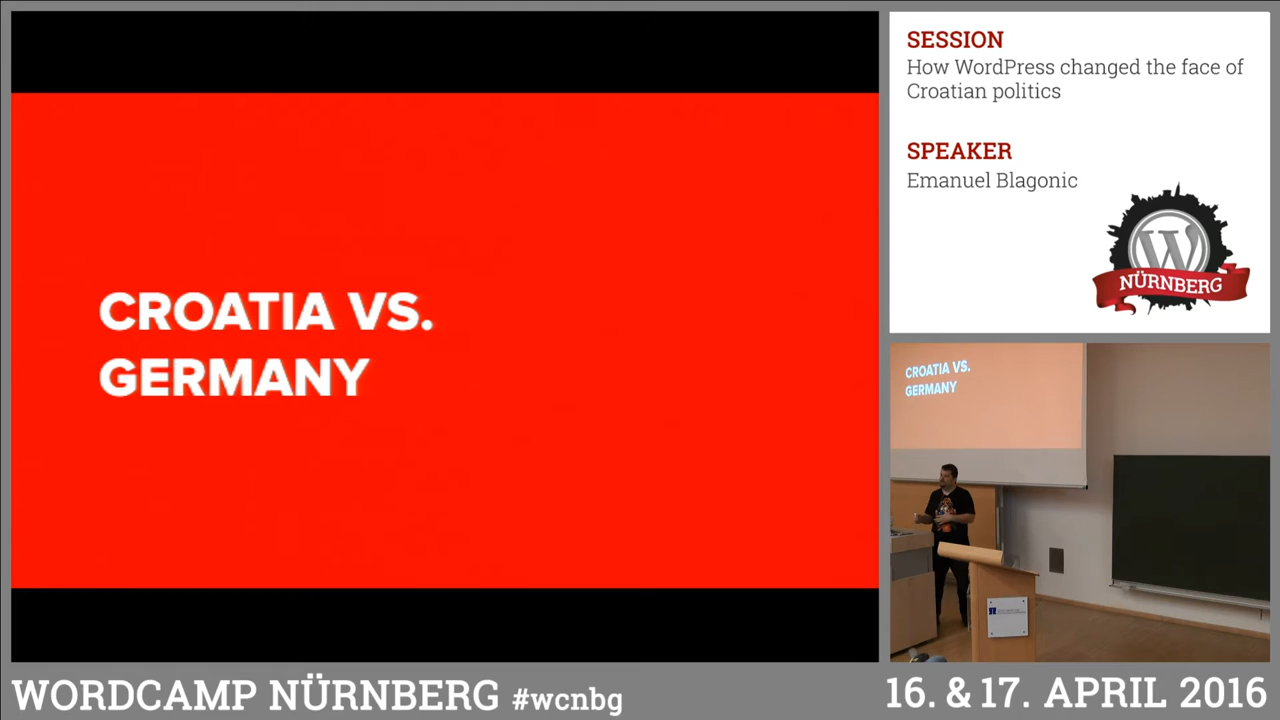 CROATIA VS.
GERMANY
SESSION
How WordPress changed the face of
Croatian politics
SPEAKER
Emanuel Blagonic
W
NÜRNBERG
CROATIA VS.
GERMANY
WORDCAMP NÜRNBERG #wcnbg
16. & 17. APRIL 2016